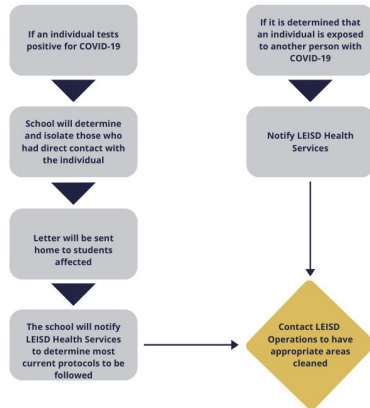 If an individual tests
positive for COVID-19
School will determine
and isolate those who
had direct contact with
the individual
Letter will be sent
home to students
affected
The school will notify
LEISD Health Services
to determine most
current protocols to be
followed
If it is determined that
an individual is exposed
to another person with
COVID-19
Notify LEISD Health
Services
Contact LEISD
Operations to have
appropriate areas
cleaned